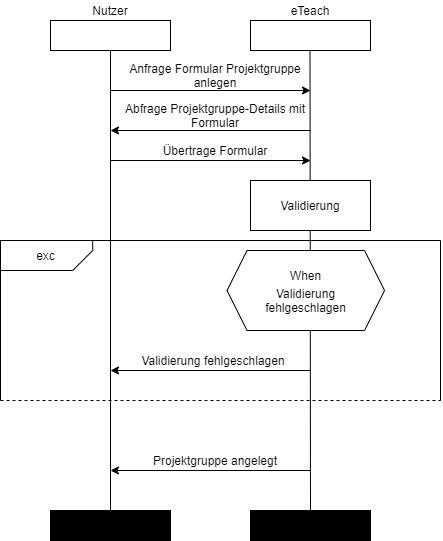 Nutzer
eTeach
Anfrage Formular Projektgruppe
anlegen
Abfrage Projektgruppe-Details mit
Formular
Übertrage Formular
Validierung
exc
When
Validierung
fehlgeschlagen
Validierung fehlgeschlagen
Projektgruppe angelegt